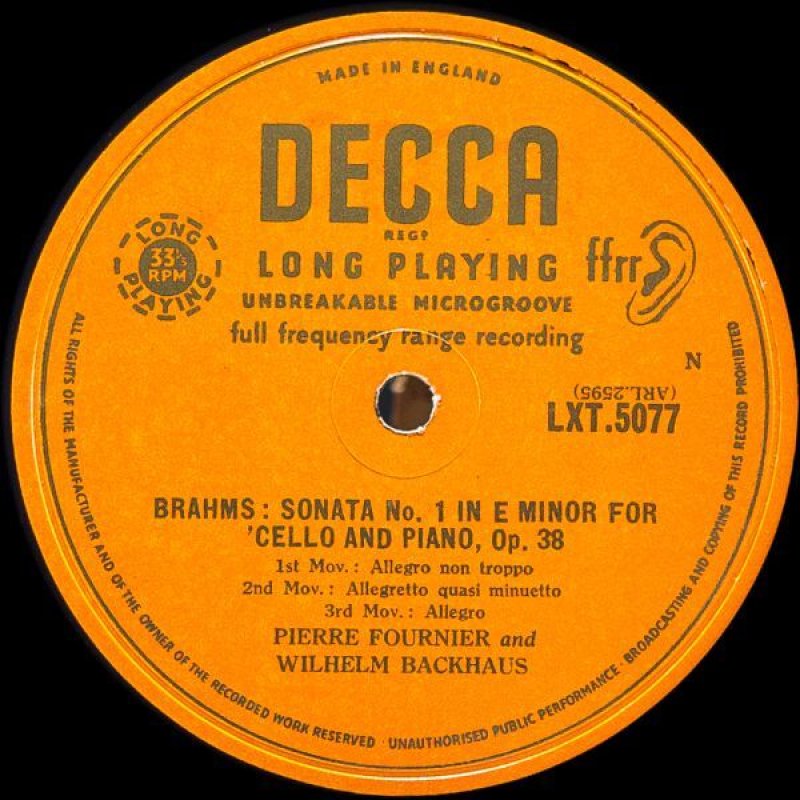 MADE IN ENGLAND
DECCA
REGD
LONG PLAYING
33⅓ RPM
LONG PLAYING
ffrr
UNBREAKABLE MICROGROOVE
full frequency range recording
N
(ARL.2595)
LXT.5077
BRAHMS : SONATA No. 1 IN E MINOR FOR
'CELLO AND PIANO, Op. 38
1st Mov. : Allegro non troppo
2nd Mov. : Allegretto quasi minuetto
3rd Mov. : Allegro
PIERRE FOURNIER and
WILHELM BACKHAUS
ALL RIGHTS OF THE MANUFACTURER AND OF THE OWNER OF THE RECORDED WORK RESERVED · UNAUTHORISED PUBLIC PERFORMANCE · BROADCASTING AND COPYING OF THIS RECORD PROHIBITED